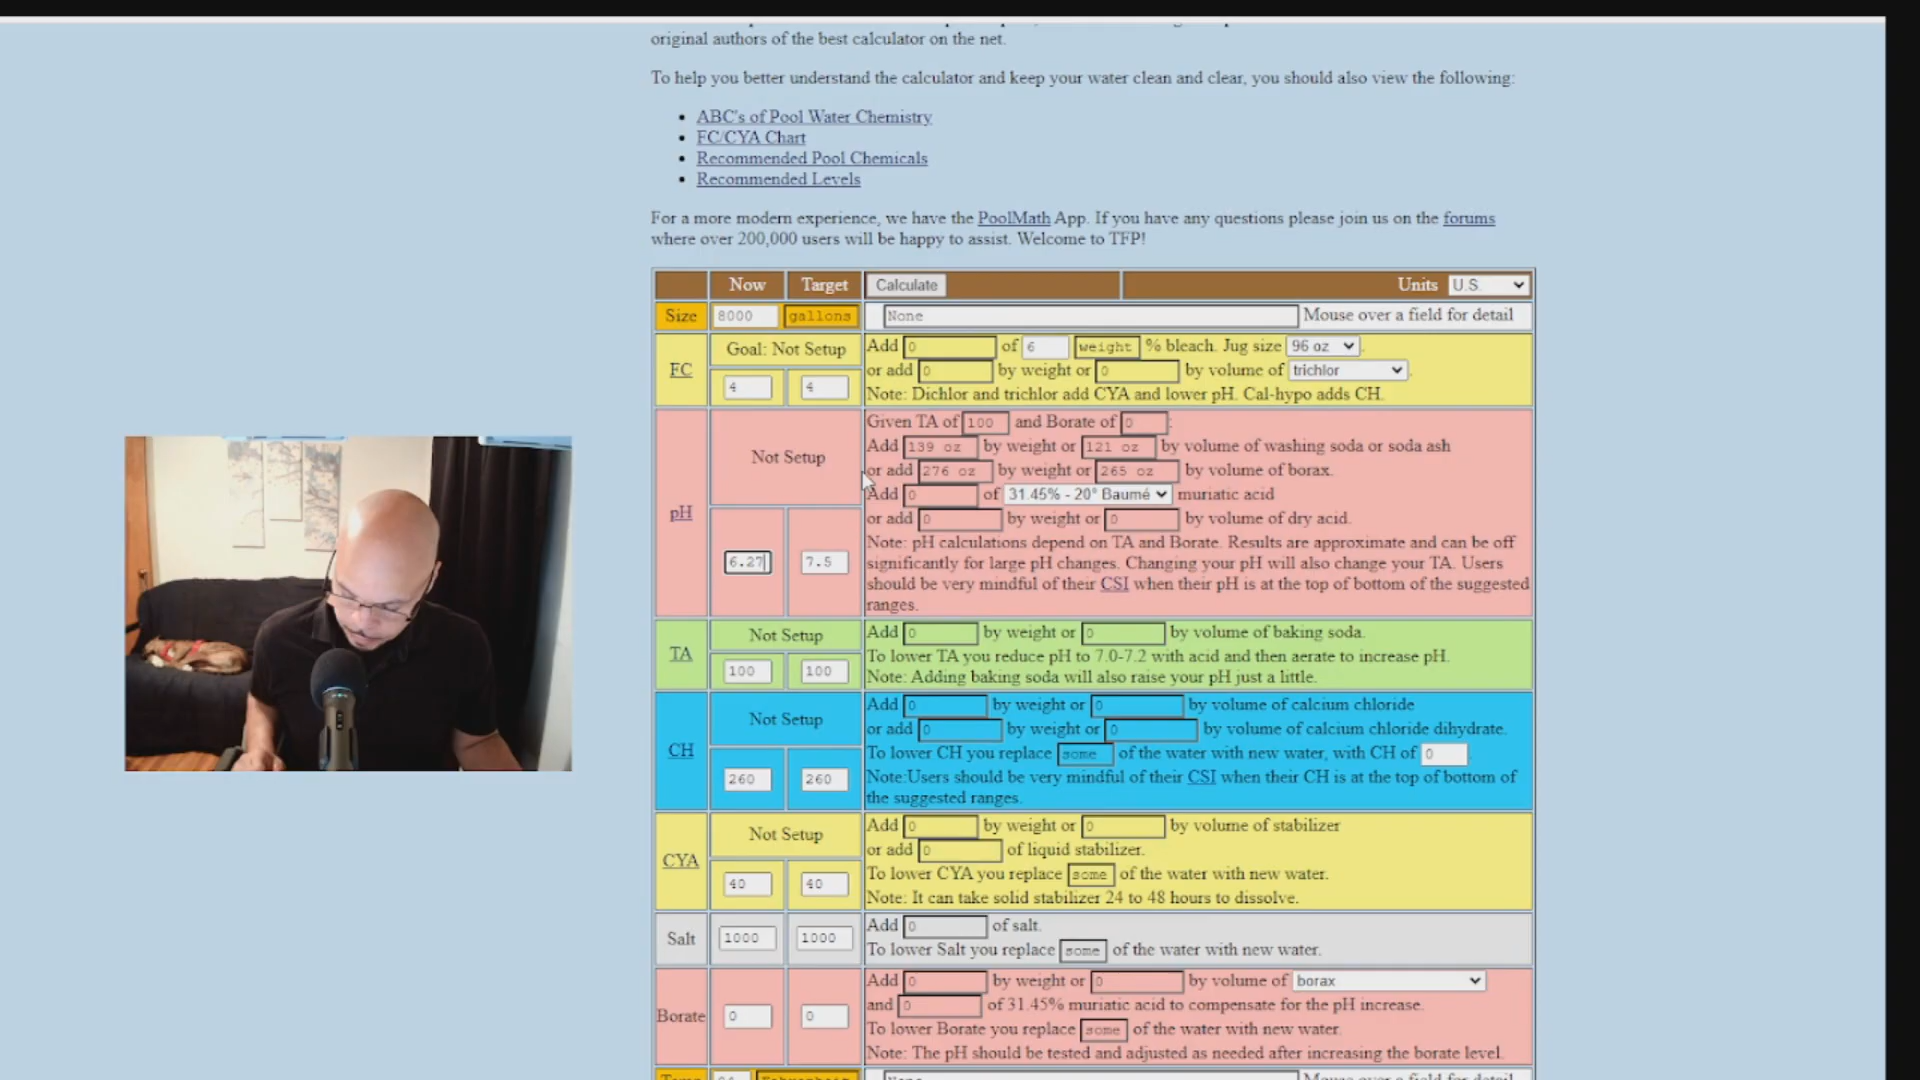 original authors of the best calculator on the net.
To help you better understand the calculator and keep your water clean and clear, you should also view the following:
ABC's of Pool Water Chemistry
FC/CYA Chart
Recommended Pool Chemicals
Recommended Levels
For a more modern experience, we have the PoolMath App. If you have any questions please join us on the forums
where over 200,000 users will be happy to assist. Welcome to TFP!
Now Target Calculate Units U.S.
Size 8000 gallons None Mouse over a field for detail
FC Goal: Not Setup 4 4
Add 0 of 6 weight % bleach. Jug size 96 oz .
or add 0 by weight or 0 by volume of trichlor .
Note: Dichlor and trichlor add CYA and lower pH. Cal-hypo adds CH.
pH Not Setup 6.27 7.5
Given TA of 100 and Borate of 0 :
Add 139 oz by weight or 121 oz by volume of washing soda or soda ash
or add 276 oz by weight or 265 oz by volume of borax.
Add 0 of 31.45% - 20° Baumé muriatic acid
or add 0 by weight or 0 by volume of dry acid.
Note: pH calculations depend on TA and Borate. Results are approximate and can be off
significantly for large pH changes. Changing your pH will also change your TA. Users
should be very mindful of their CSI when their pH is at the top of bottom of the suggested
ranges.
TA Not Setup 100 100
Add 0 by weight or 0 by volume of baking soda.
To lower TA you reduce pH to 7.0-7.2 with acid and then aerate to increase pH.
Note: Adding baking soda will also raise your pH just a little.
CH Not Setup 260 260
Add 0 by weight or 0 by volume of calcium chloride
or add 0 by weight or 0 by volume of calcium chloride dihydrate.
To lower CH you replace some of the water with new water, with CH of 0 .
Note:Users should be very mindful of their CSI when their CH is at the top of bottom of
the suggested ranges.
CYA Not Setup 40 40
Add 0 by weight or 0 by volume of stabilizer
or add 0 of liquid stabilizer.
To lower CYA you replace some of the water with new water.
Note: It can take solid stabilizer 24 to 48 hours to dissolve.
Salt 1000 1000
Add 0 of salt.
To lower Salt you replace some of the water with new water.
Borate 0 0
Add 0 by weight or 0 by volume of borax
and 0 of 31.45% muriatic acid to compensate for the pH increase.
To lower Borate you replace some of the water with new water.
Note: The pH should be tested and adjusted as needed after increasing the borate level.